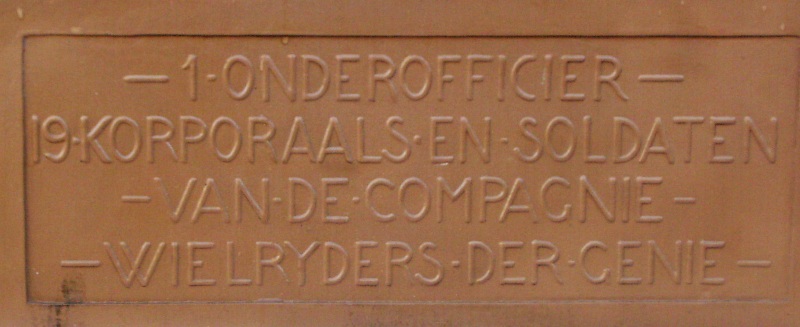 — 1·ONDEROFFICIER —
19·KORPORAALS·EN·SOLDATEN
—VAN·DE·COMPAGNIE—
—WIELRYDERS·DER·GENIE—